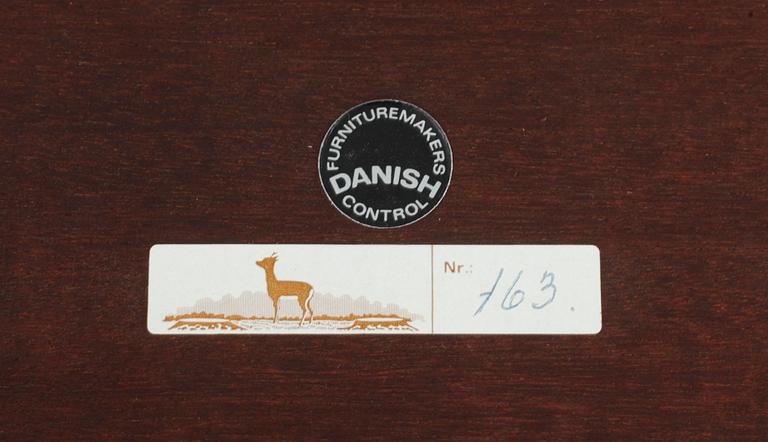 FURNITUREMAKERS
DANISH
CONTROL
Nr.: 163.